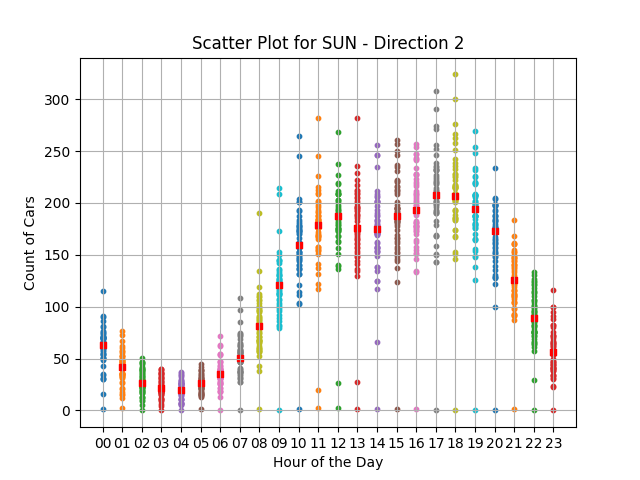 Scatter Plot for SUN - Direction 2
Count of Cars
300
250
200
150
100
50
0
00 01 02 03 04 05 06 07 08 09 10 11 12 13 14 15 16 17 18 19 20 21 22 23
Hour of the Day